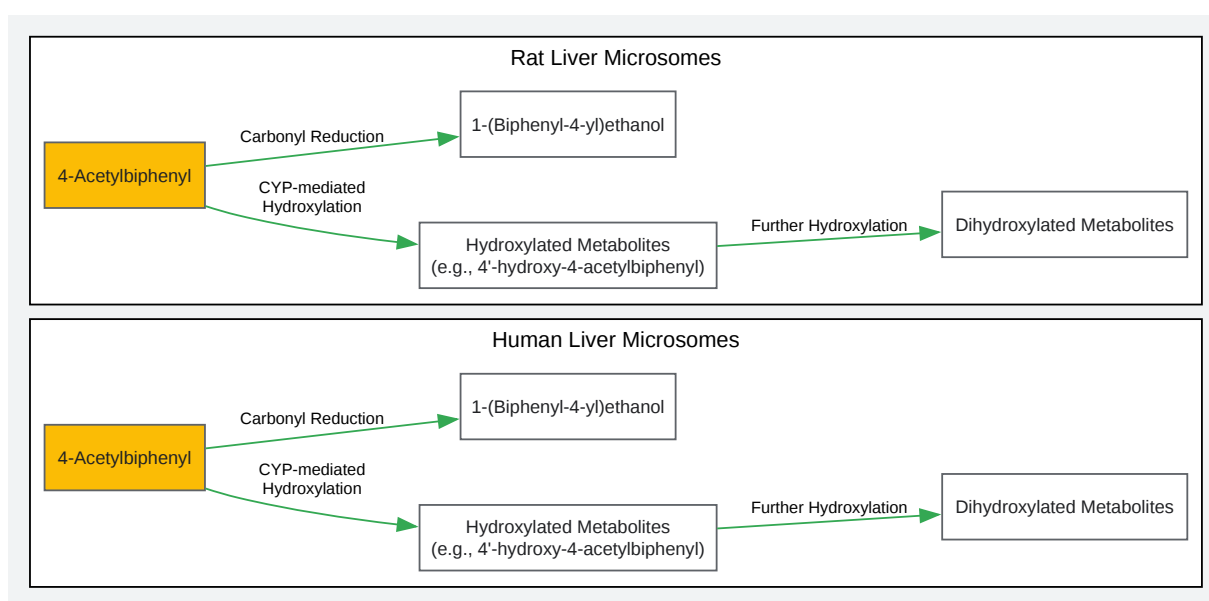 Rat Liver Microsomes
4-Acetylbiphenyl
Carbonyl Reduction
1-(Biphenyl-4-yl)ethanol
CYP-mediated
Hydroxylation
Hydroxylated Metabolites
(e.g., 4'-hydroxy-4-acetylbiphenyl)
Further Hydroxylation
Dihydroxylated Metabolites
Human Liver Microsomes
4-Acetylbiphenyl
Carbonyl Reduction
1-(Biphenyl-4-yl)ethanol
CYP-mediated
Hydroxylation
Hydroxylated Metabolites
(e.g., 4'-hydroxy-4-acetylbiphenyl)
Further Hydroxylation
Dihydroxylated Metabolites